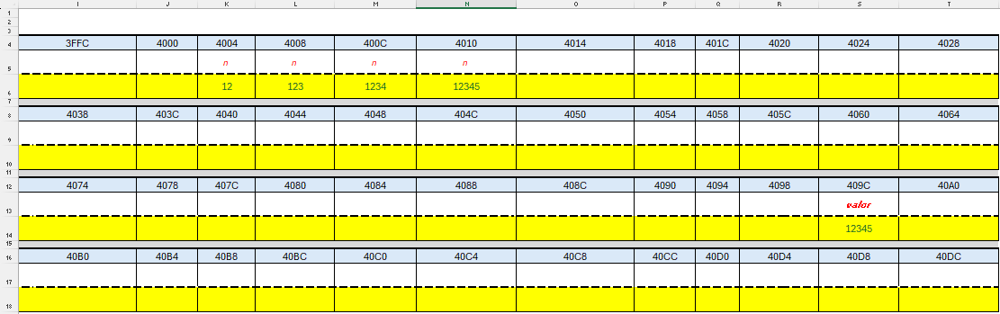 I J K L M N O P Q R S T
1
2
3
4 3FFC 4000 4004 4008 400C 4010 4014 4018 401C 4020 4024 4028
5 n n n n
6 12 123 1234 12345
7
8 4038 403C 4040 4044 4048 404C 4050 4054 4058 405C 4060 4064
9
10
11
12 4074 4078 407C 4080 4084 4088 408C 4090 4094 4098 409C 40A0
13 valor
14 12345
15
16 40B0 40B4 40B8 40BC 40C0 40C4 40C8 40CC 40D0 40D4 40D8 40DC
17
18